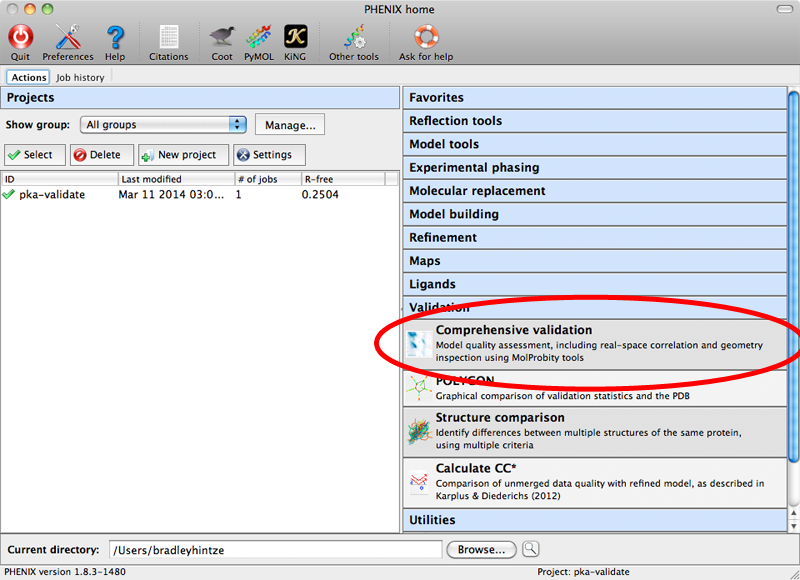 PHENIX home
Quit Preferences Help Citations Coot PyMOL KiNG Other tools Ask for help
Actions Job history
Projects
Show group: All groups Manage...
Select Delete New project Settings
ID Last modified # of jobs R-free
pka-validate Mar 11 2014 03:0... 1 0.2504
Favorites
Reflection tools
Model tools
Experimental phasing
Molecular replacement
Model building
Refinement
Maps
Ligands
Validation
Comprehensive validation
Model quality assessment, including real-space correlation and geometry
inspection using MolProbity tools
POLYGON
Graphical comparison of validation statistics and the PDB
Structure comparison
Identify differences between multiple structures of the same protein,
using multiple criteria
Calculate CC*
Comparison of unmerged data quality with refined model, as described in
Karplus & Diederichs (2012)
Utilities
Current directory: /Users/bradleyhintze Browse...
PHENIX version 1.8.3-1480 Project: pka-validate